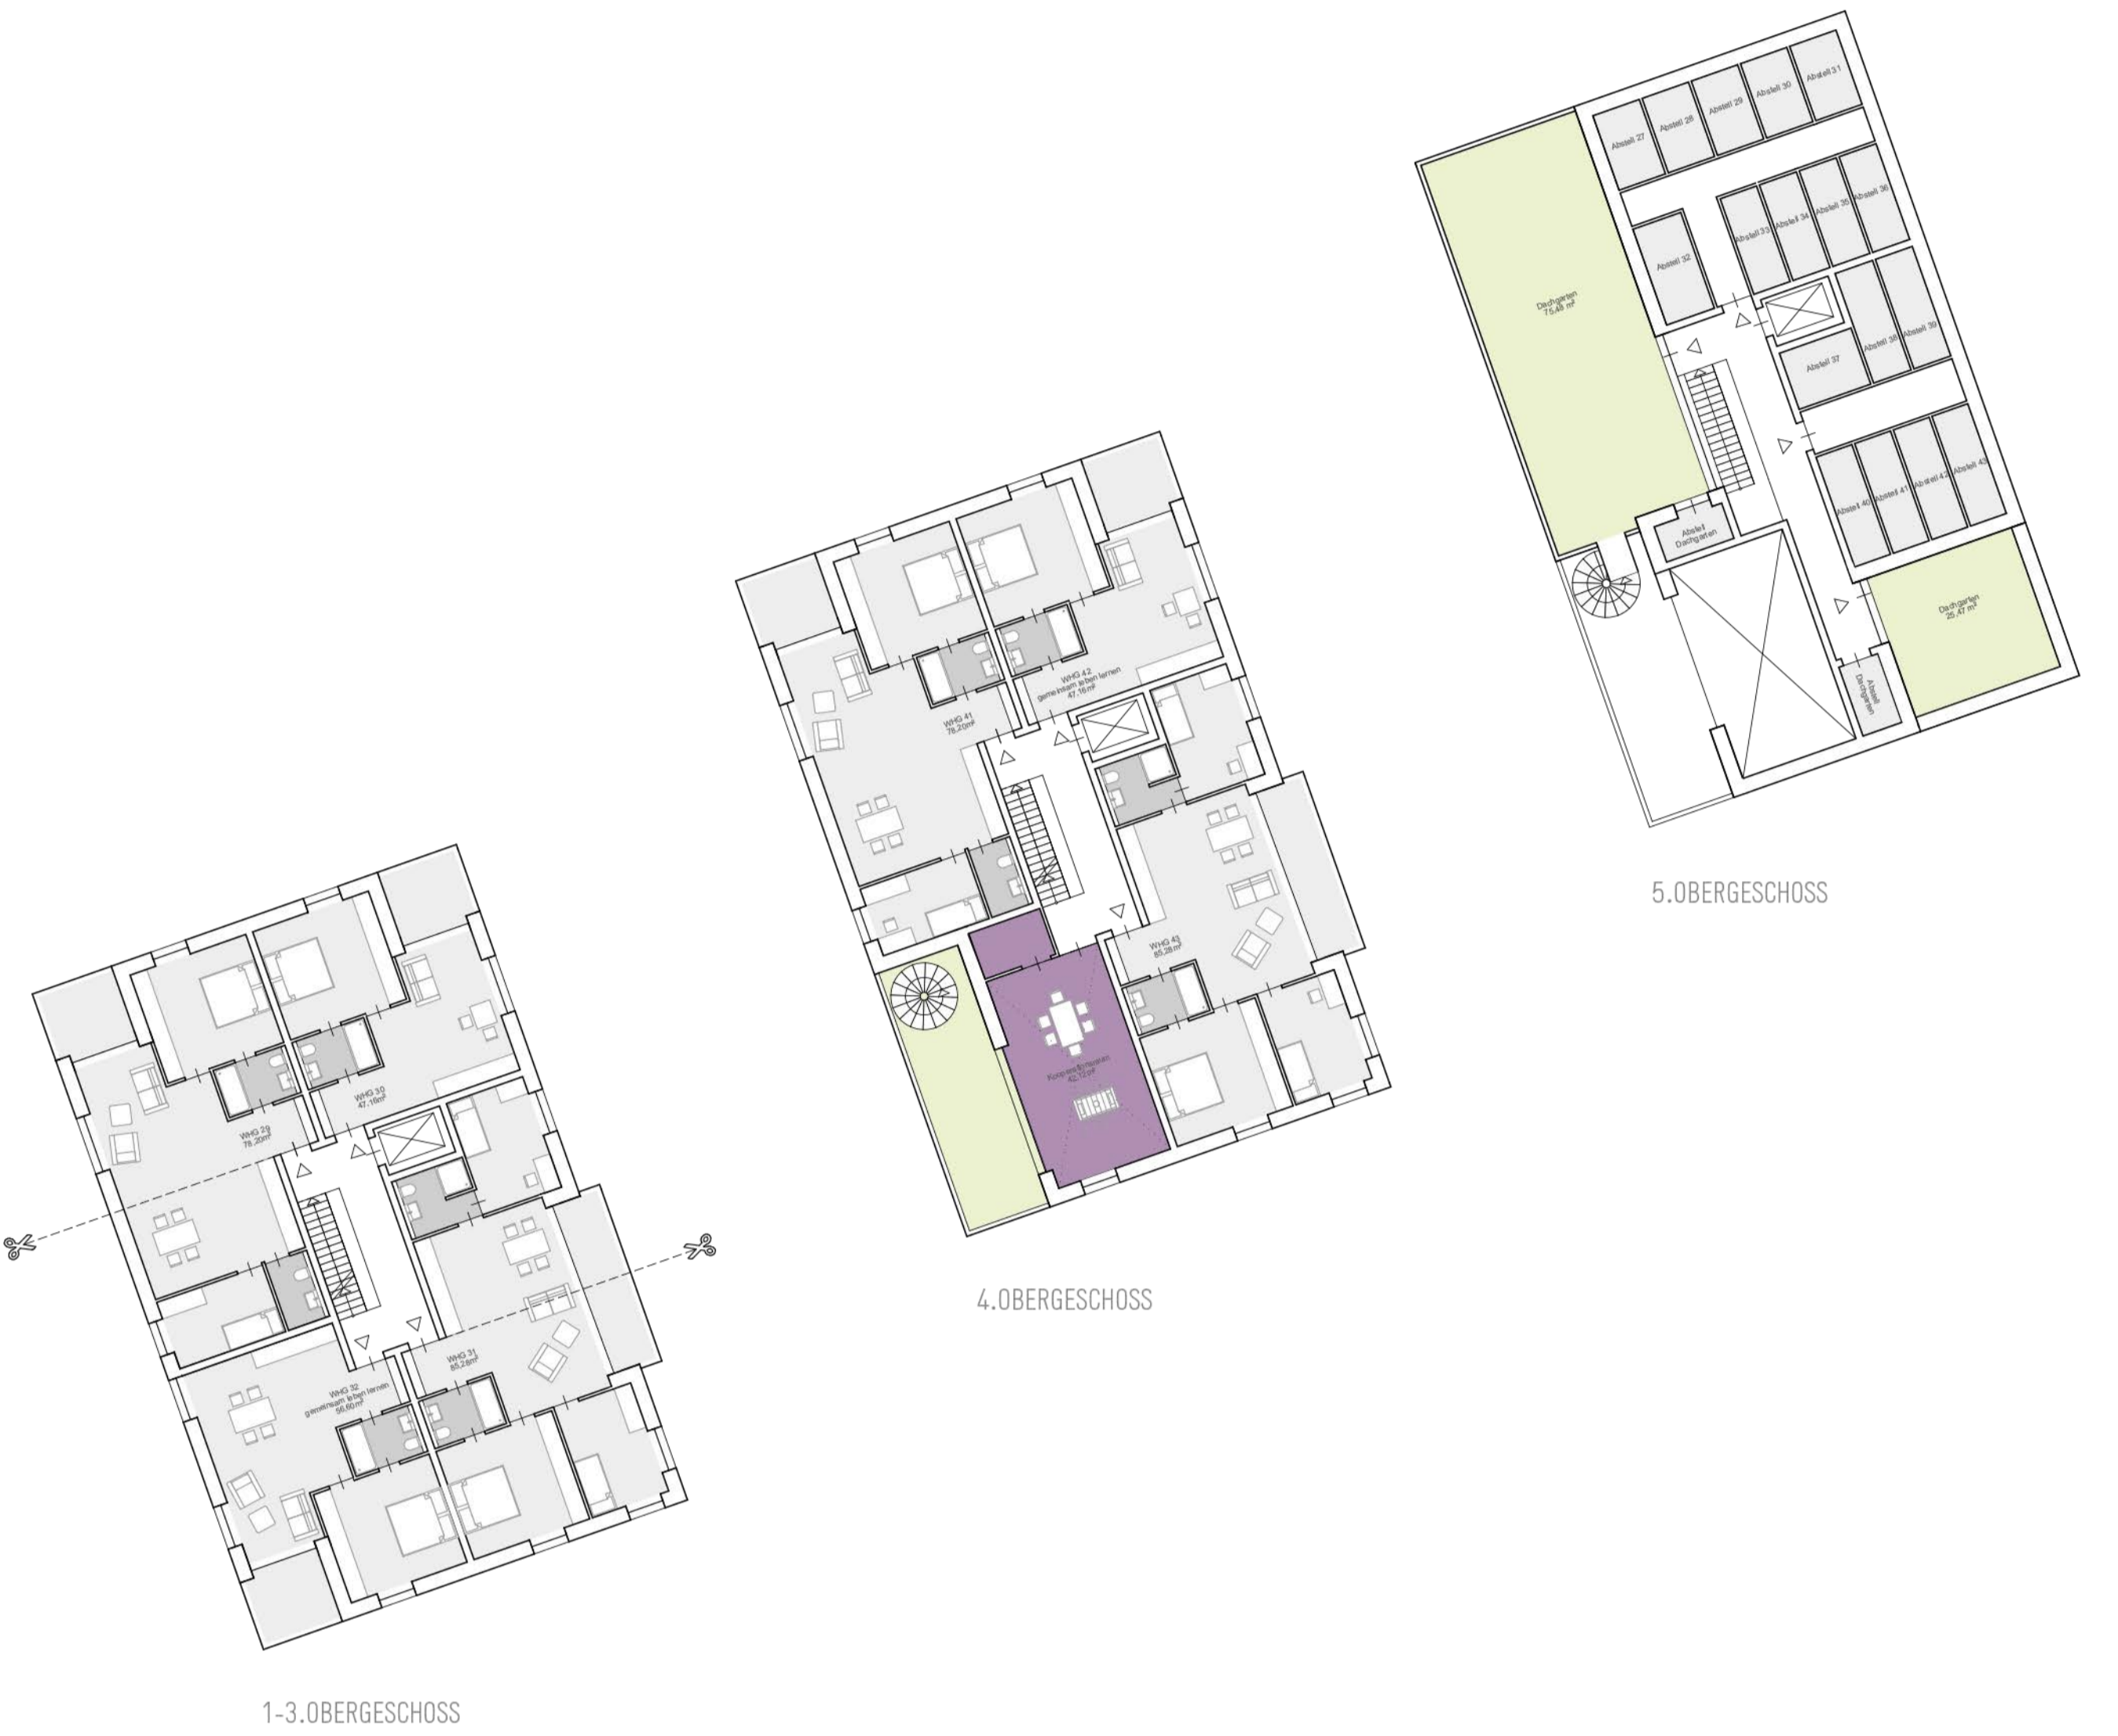 Abstell 27
Abstell 28
Abstell 29
Abstell 30
Abstell 31
Abstell 32
Abstell 33
Abstell 34
Abstell 35
Abstell 36
Dachgarten
75,48 m²
Abstell 37
Abstell 38
Abstell 39
Abstell 40
Abstell 41
Abstell 42
Abstell 43
Abstell
Dachgarten
Dachgarten
25,47 m²
Abstell
Dachgarten
5.OBERGESCHOSS
WHG 42
gemeinsam leben lernen
47,16m²
WHG 41
78,20m²
WHG 43
85,28m²
42,12m²
4.OBERGESCHOSS
WHG 30
47,16m²
WHG 29
78,20m²
WHG 31
85,28m²
WHG 32
gemeinsam leben lernen
56,60m²
1-3.OBERGESCHOSS